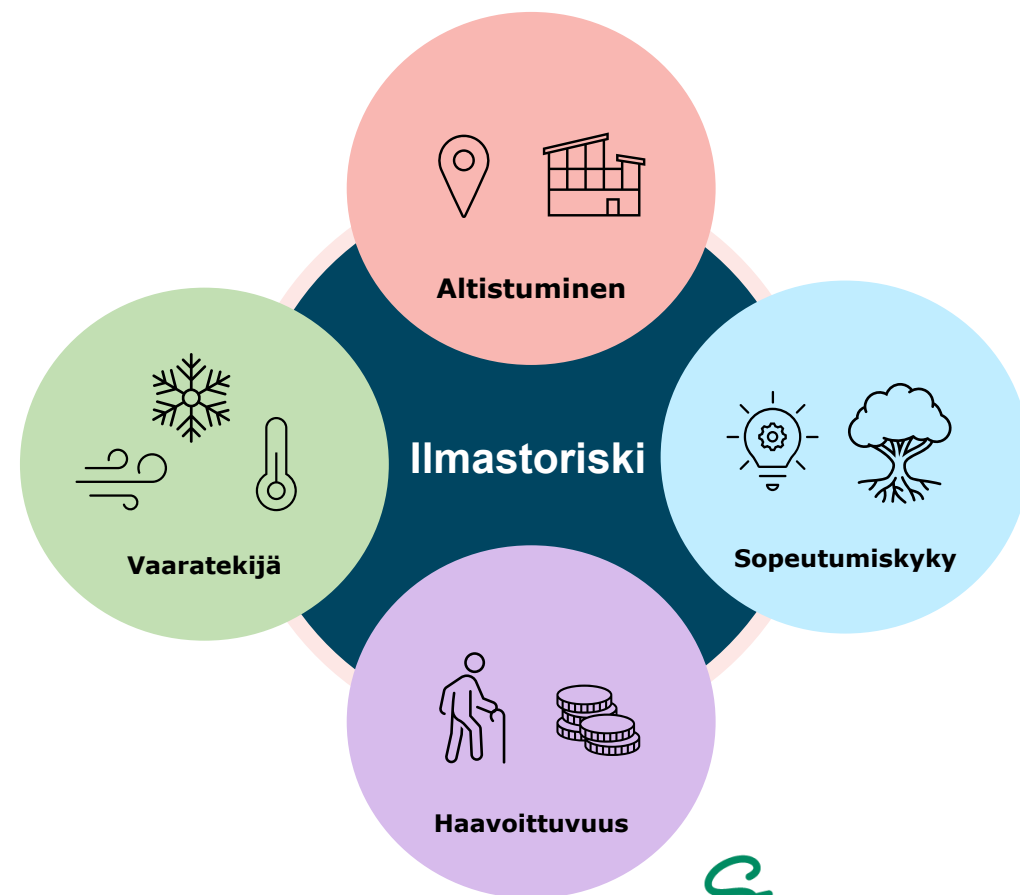 Altistuminen
Ilmastoriski
Vaaratekijä
Sopeutumiskyky
Haavoittuvuus